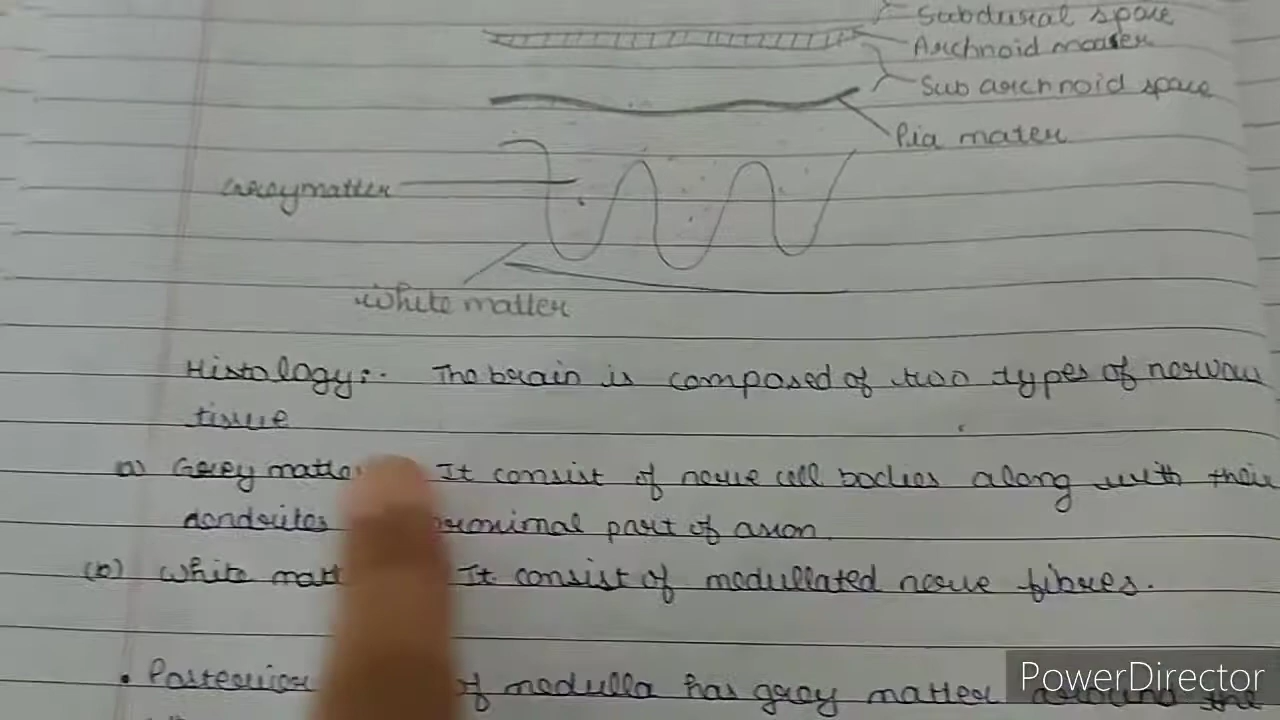 Subdural space
Archnoid mater
Sub archnoid space
Pia mater
Greymatter
White matter
Histology:- The brain is composed of two types of nervous
tissue
a) Grey matter It consist of nerve cell bodies along with their
dendrites proximal part of axon.
(b) White matt It consist of medullated nerve fibres.
• Posterior of medulla has grey matter around the
PowerDirector